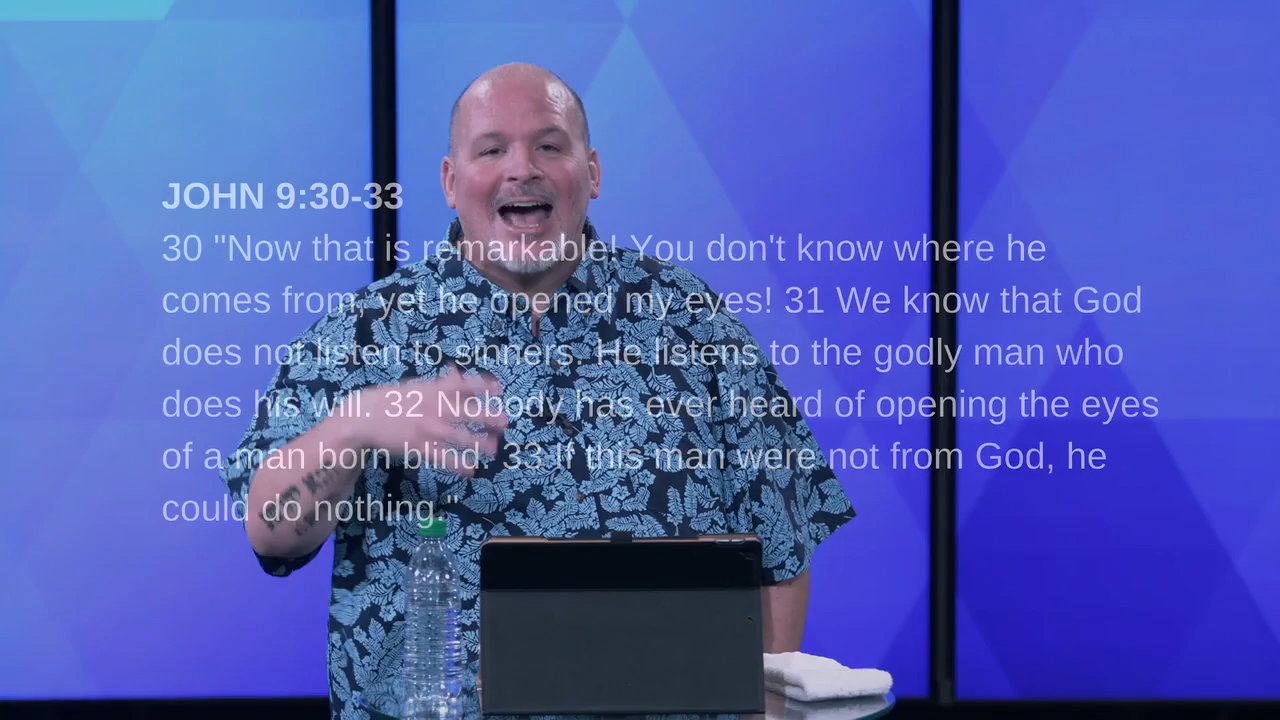 JOHN 9:30-33
30 "Now that is remarkable! You don't know where he
comes from, yet he opened my eyes! 31 We know that God
does not listen to sinners. He listens to the godly man who
does his will. 32 Nobody has ever heard of opening the eyes
of a man born blind. 33 If this man were not from God, he
could do nothing."